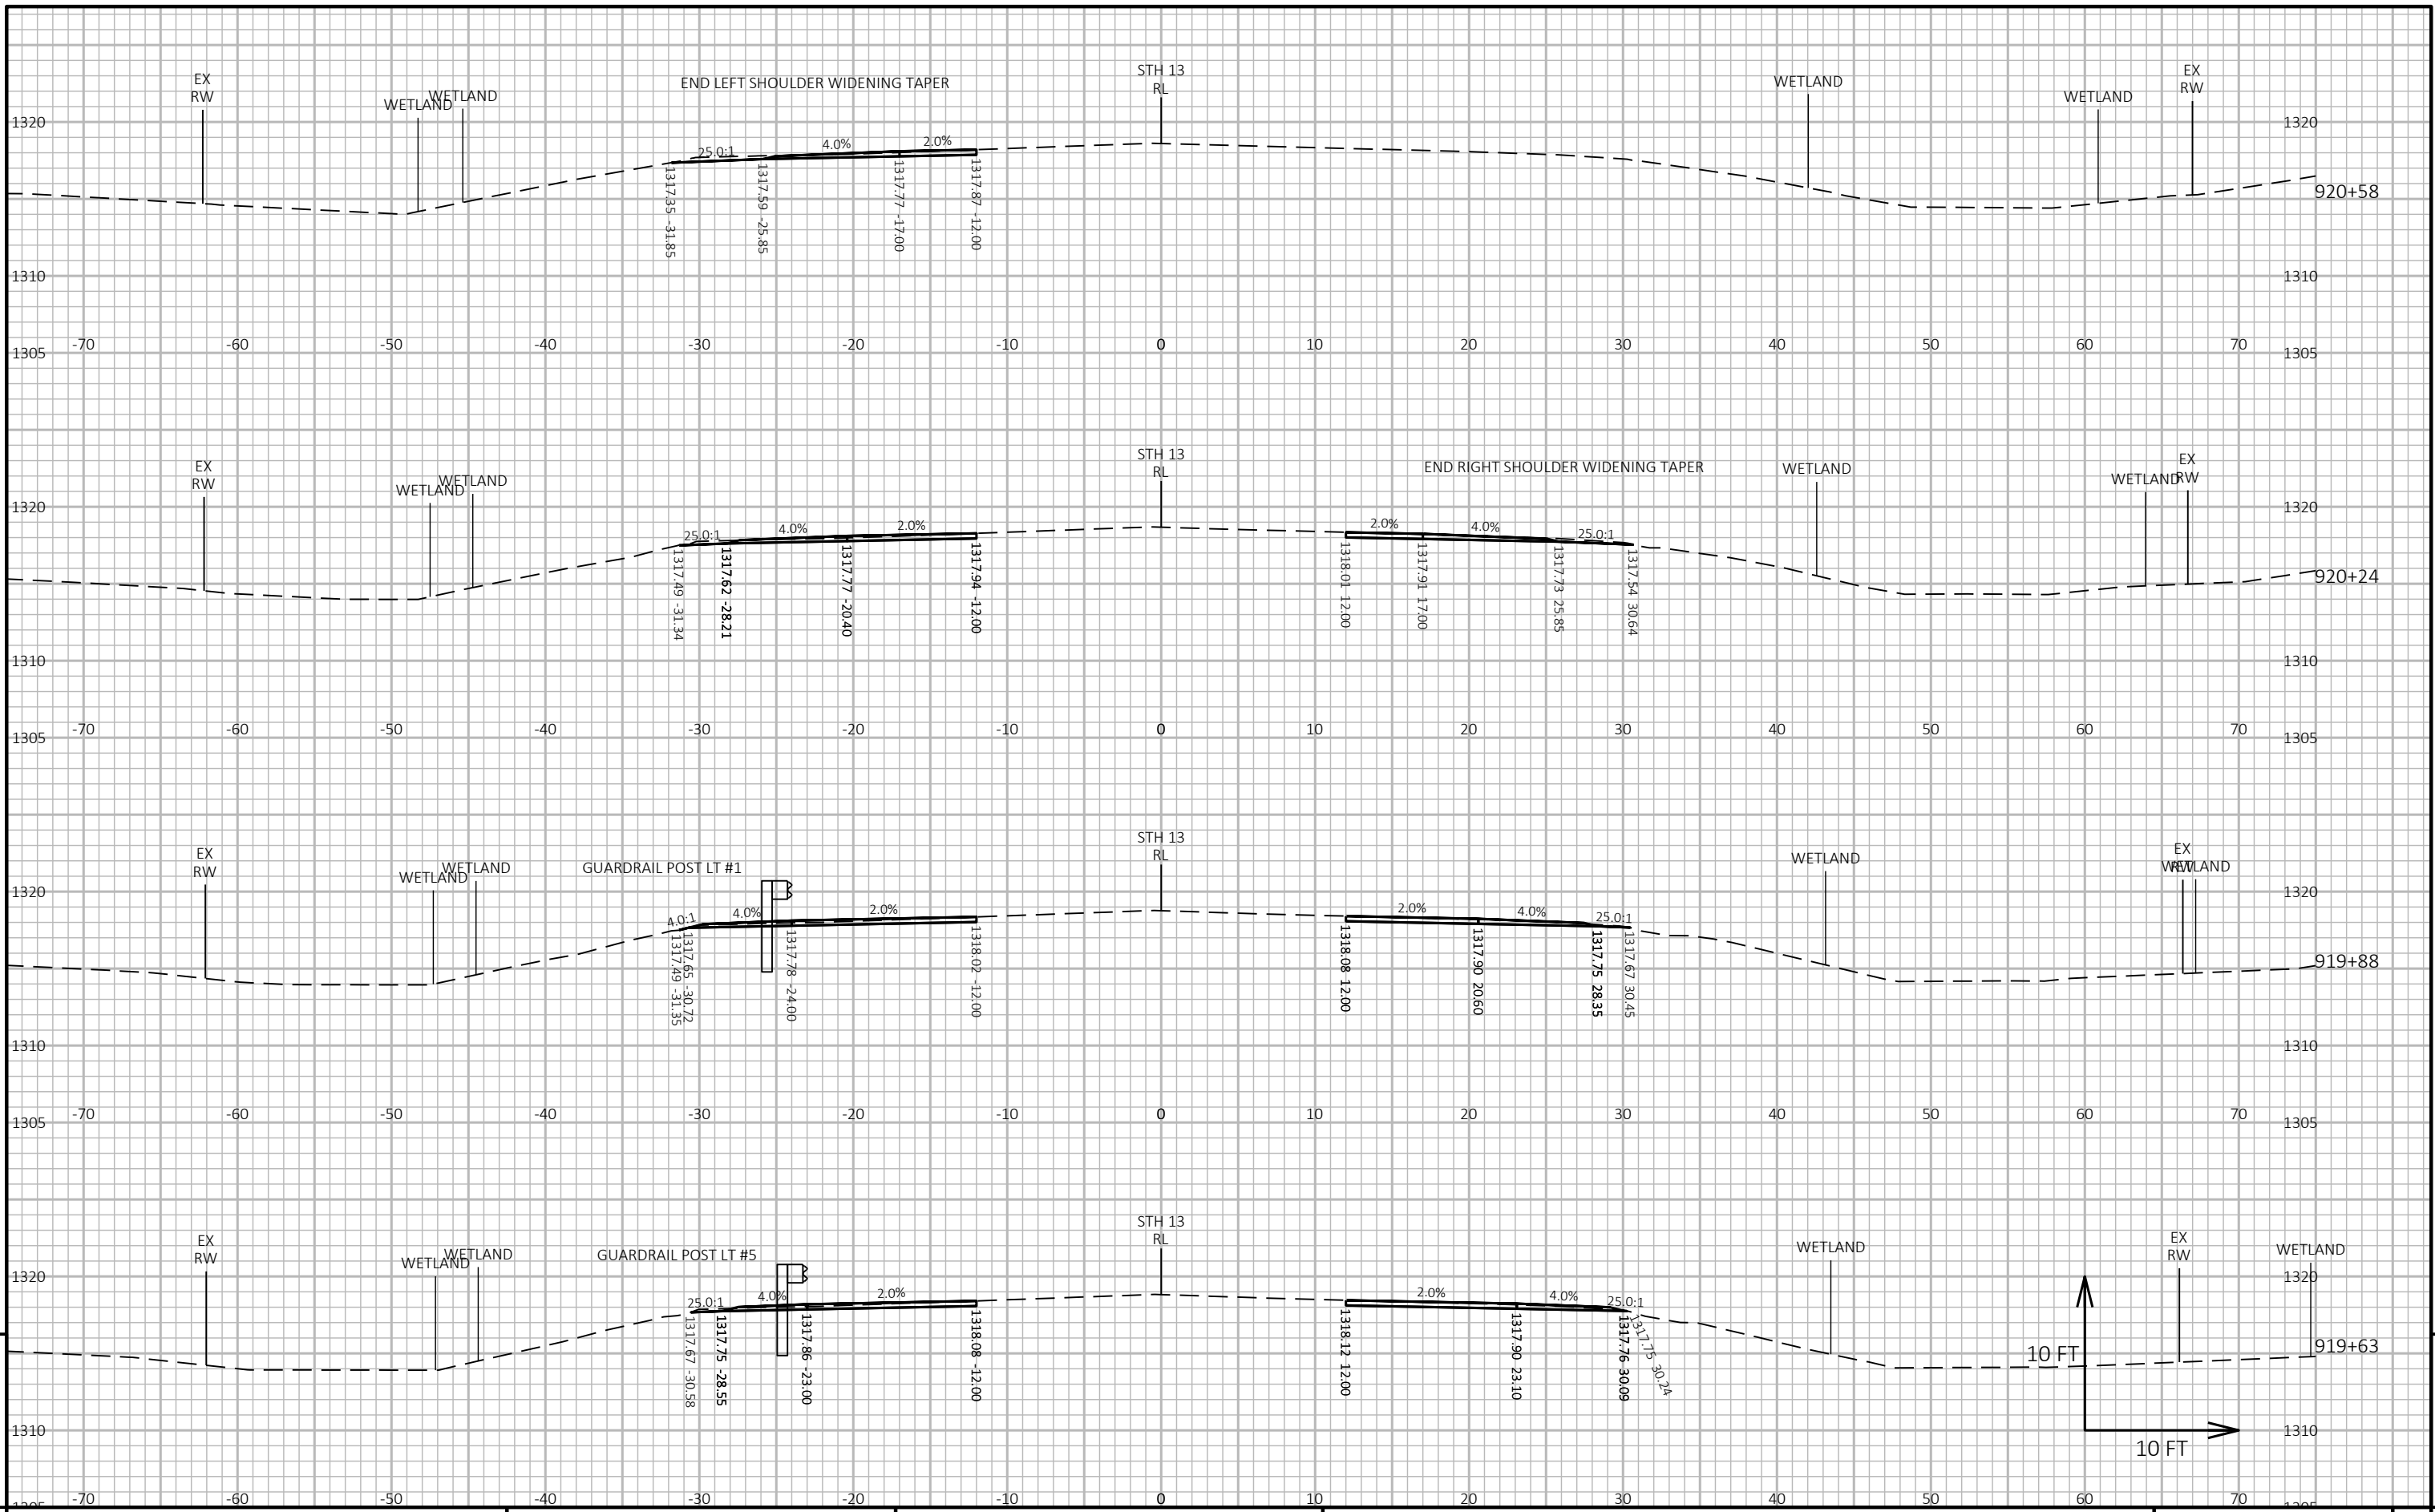 EX
RW
WETLAND
WETLAND
END LEFT SHOULDER WIDENING TAPER
STH 13
RL
WETLAND
WETLAND
EX
RW
1320
25.0:1
4.0%
2.0%
1320
1317.35 -31.85
1317.59 -25.85
1317.77 -17.00
1317.87 -12.00
920+58
1310
1310
-70 -60 -50 -40 -30 -20 -10 0 10 20 30 40 50 60 70
1305
1305
EX
RW
WETLAND
WETLAND
STH 13
RL
END RIGHT SHOULDER WIDENING TAPER
WETLAND
WETLAND
EX
RW
1320
25.0:1
4.0%
2.0%
2.0%
4.0%
25.0:1
1320
1317.49 -31.34
1317.62 -28.21
1317.77 -20.40
1317.94 -12.00
1318.01 12.00
1317.91 17.00
1317.73 25.85
1317.54 30.64
920+24
1310
1310
-70 -60 -50 -40 -30 -20 -10 0 10 20 30 40 50 60 70
1305
1305
EX
RW
WETLAND
WETLAND
GUARDRAIL POST LT #1
STH 13
RL
WETLAND
EX
RW
WETLAND
1320
4.0:1
4.0%
2.0%
2.0%
4.0%
25.0:1
1320
1317.49 -31.35
1317.65 -30.72
1317.78 -24.00
1318.02 -12.00
1318.08 12.00
1317.90 20.60
1317.75 28.35
1317.67 30.45
919+88
1310
1310
-70 -60 -50 -40 -30 -20 -10 0 10 20 30 40 50 60 70
1305
1305
EX
RW
WETLAND
WETLAND
GUARDRAIL POST LT #5
STH 13
RL
WETLAND
EX
RW
WETLAND
1320
25.0:1
4.0%
2.0%
2.0%
4.0%
25.0:1
1320
1317.67 -30.58
1317.75 -28.55
1317.86 -23.00
1318.08 -12.00
1318.12 12.00
1317.90 23.10
1317.76 30.09
1317.75 30.24
919+63
10 FT
1310
1310
10 FT
-70 -60 -50 -40 -30 -20 -10 0 10 20 30 40 50 60 70
1305
1305